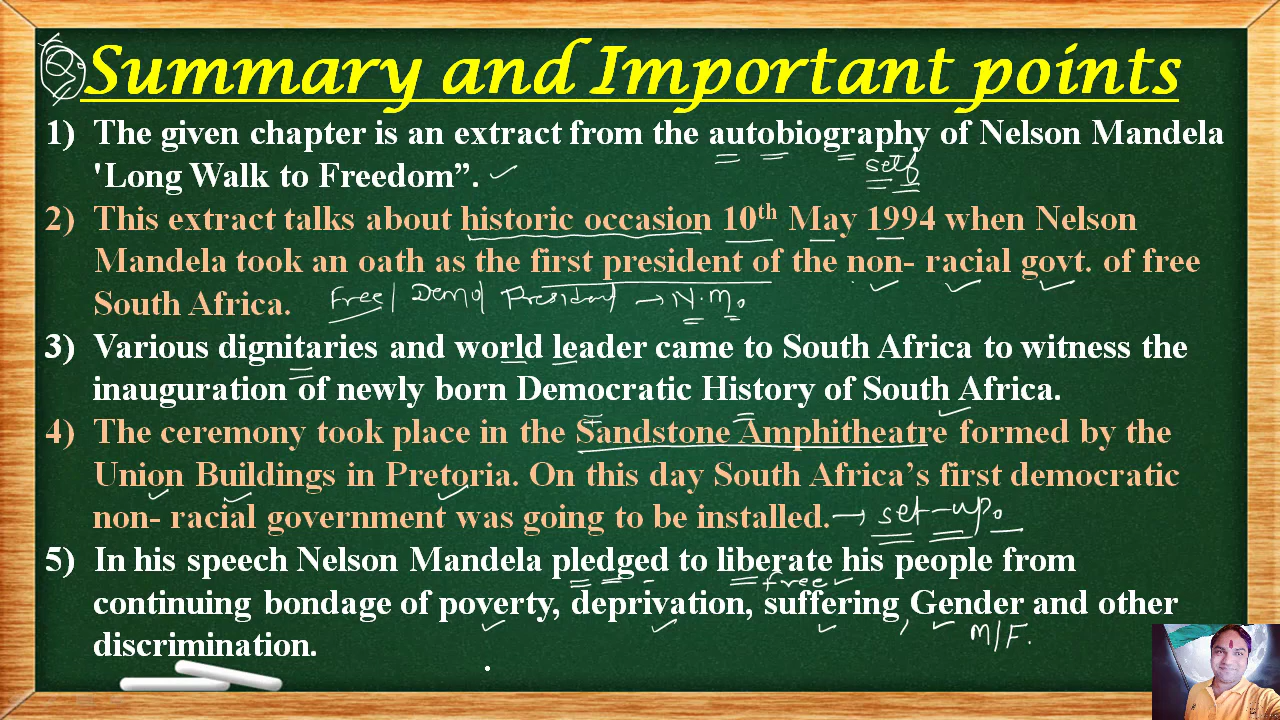 Summary and Important points
1) The given chapter is an extract from the autobiography of Nelson Mandela
self
'Long Walk to Freedom”.
2) This extract talks about historic occasion 10th May 1994 when Nelson
Mandela took an oath as the first president of the non- racial govt. of free
South Africa. Free/ Demo/ President → N.M.
3) Various dignitaries and world leader came to South Africa to witness the
inauguration of newly born Democratic History of South Africa.
4) The ceremony took place in the Sandstone Amphitheatre formed by the
Union Buildings in Pretoria. On this day South Africa’s first democratic
non- racial government was going to be installed. → set-up.
5) In his speech Nelson Mandela pledged to liberate his people from
free
continuing bondage of poverty, deprivation, suffering, Gender and other
M/F.
discrimination.